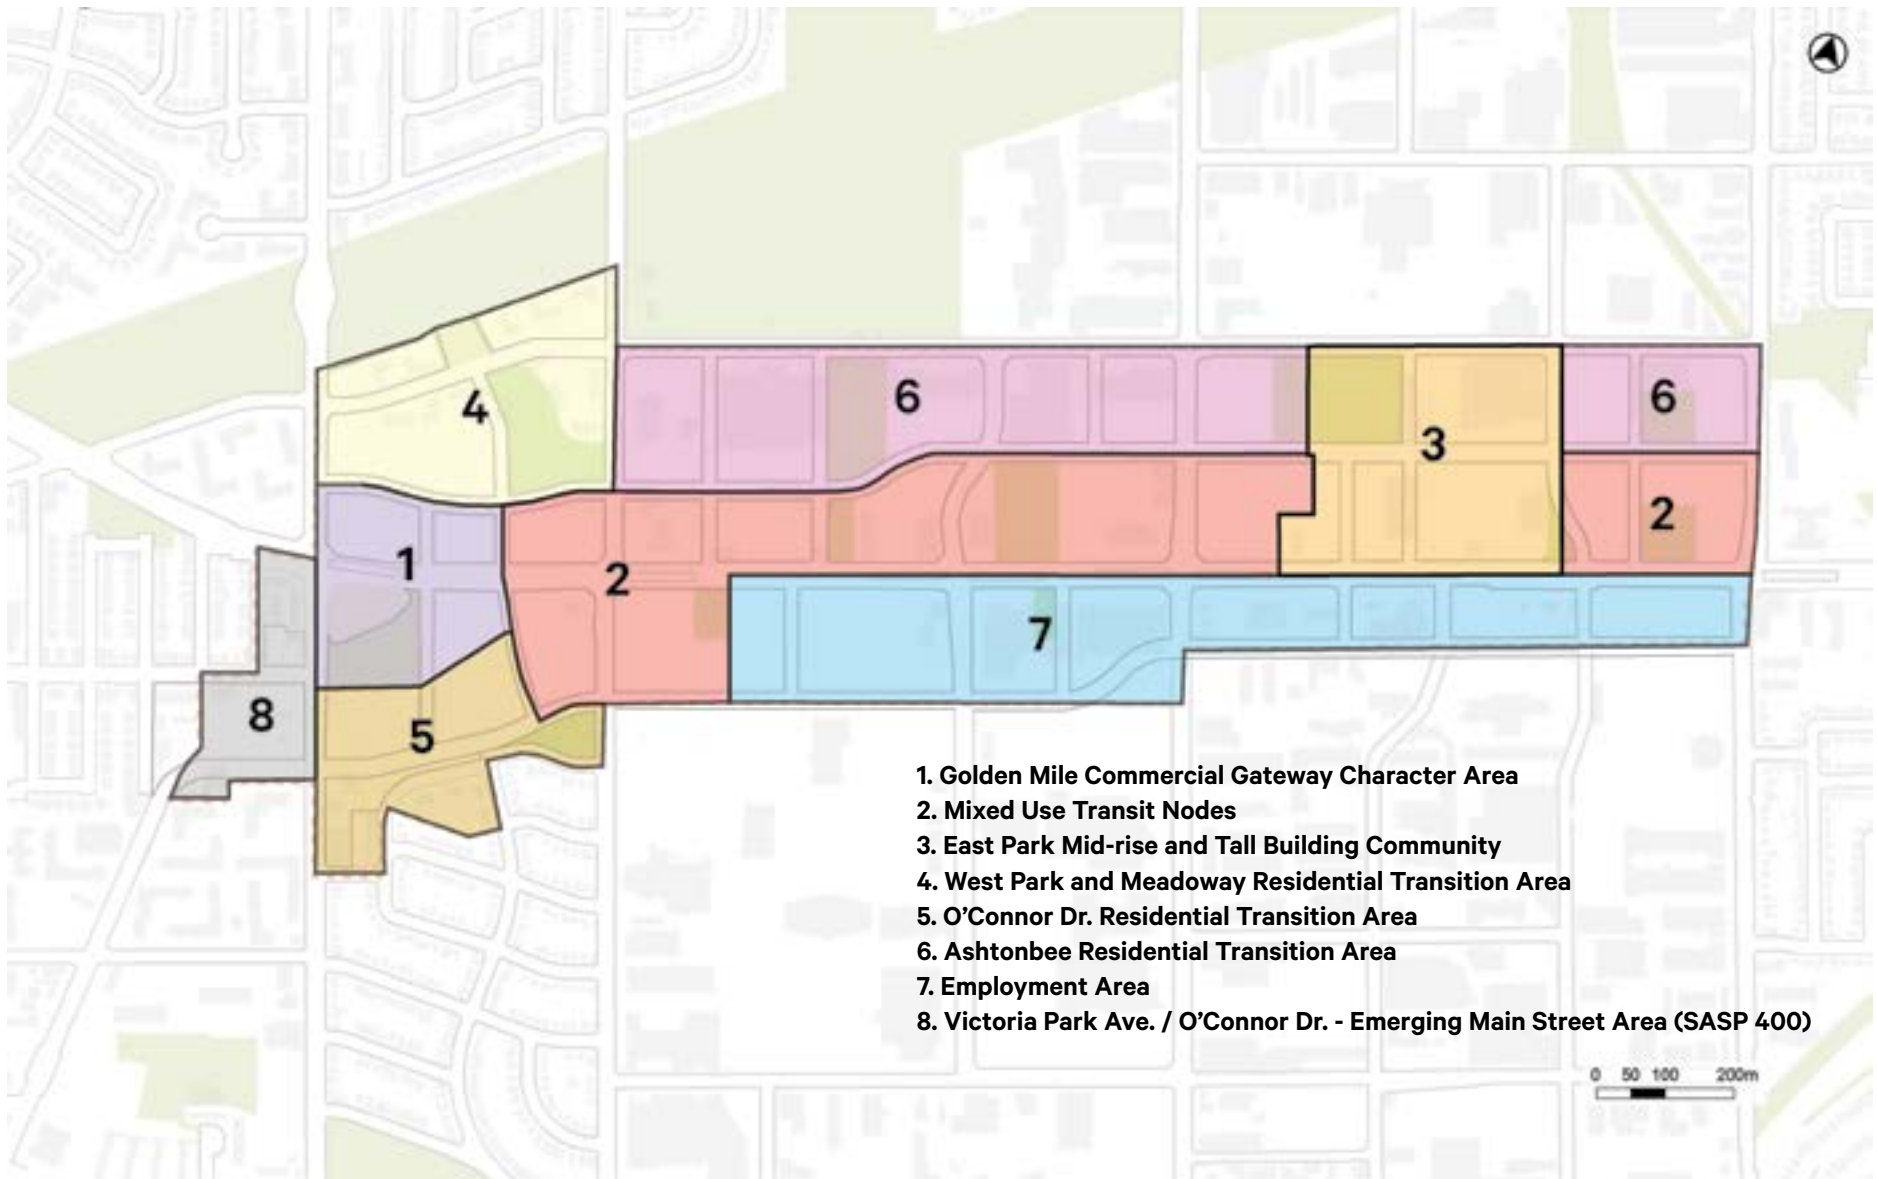 6
6
4
3
2
1
2
7
8
5
1. Golden Mile Commercial Gateway Character Area
2. Mixed Use Transit Nodes
3. East Park Mid-rise and Tall Building Community
4. West Park and Meadoway Residential Transition Area
5. O’Connor Dr. Residential Transition Area
6. Ashtonbee Residential Transition Area
7. Employment Area
8. Victoria Park Ave. / O’Connor Dr. - Emerging Main Street Area (SASP 400)
0 50 100 200m